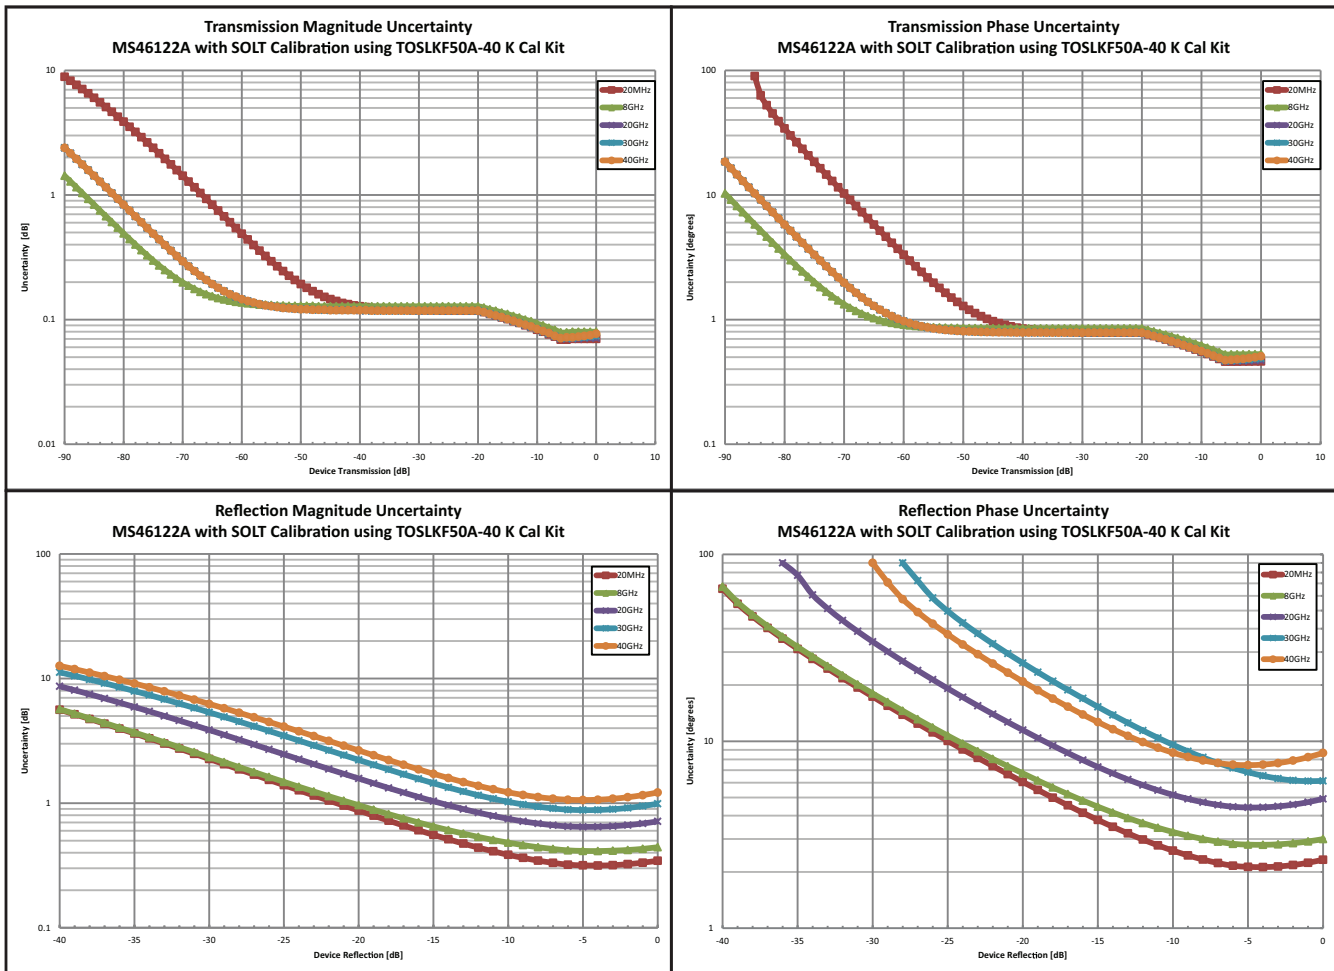 Transmission Magnitude Uncertainty
MS46122A with SOLT Calibration using TOSLKF50A-40 K Cal Kit
10
1
0.1
0.01
Uncertainty [dB]
20MHz
8GHz
20GHz
30GHz
40GHz
-90 -80 -70 -60 -50 -40 -30 -20 -10 0 10
Device Transmission [dB]
Transmission Phase Uncertainty
MS46122A with SOLT Calibration using TOSLKF50A-40 K Cal Kit
100
10
1
0.1
Uncertainty [degrees]
20MHz
8GHz
20GHz
30GHz
40GHz
-90 -80 -70 -60 -50 -40 -30 -20 -10 0 10
Device Transmission [dB]
Reflection Magnitude Uncertainty
MS46122A with SOLT Calibration using TOSLKF50A-40 K Cal Kit
100
10
1
0.1
Uncertainty [dB]
20MHz
8GHz
20GHz
30GHz
40GHz
-40 -35 -30 -25 -20 -15 -10 -5 0
Device Reflection [dB]
Reflection Phase Uncertainty
MS46122A with SOLT Calibration using TOSLKF50A-40 K Cal Kit
100
10
1
Uncertainty [degrees]
20MHz
8GHz
20GHz
30GHz
40GHz
-40 -35 -30 -25 -20 -15 -10 -5 0
Device Reflection [dB]